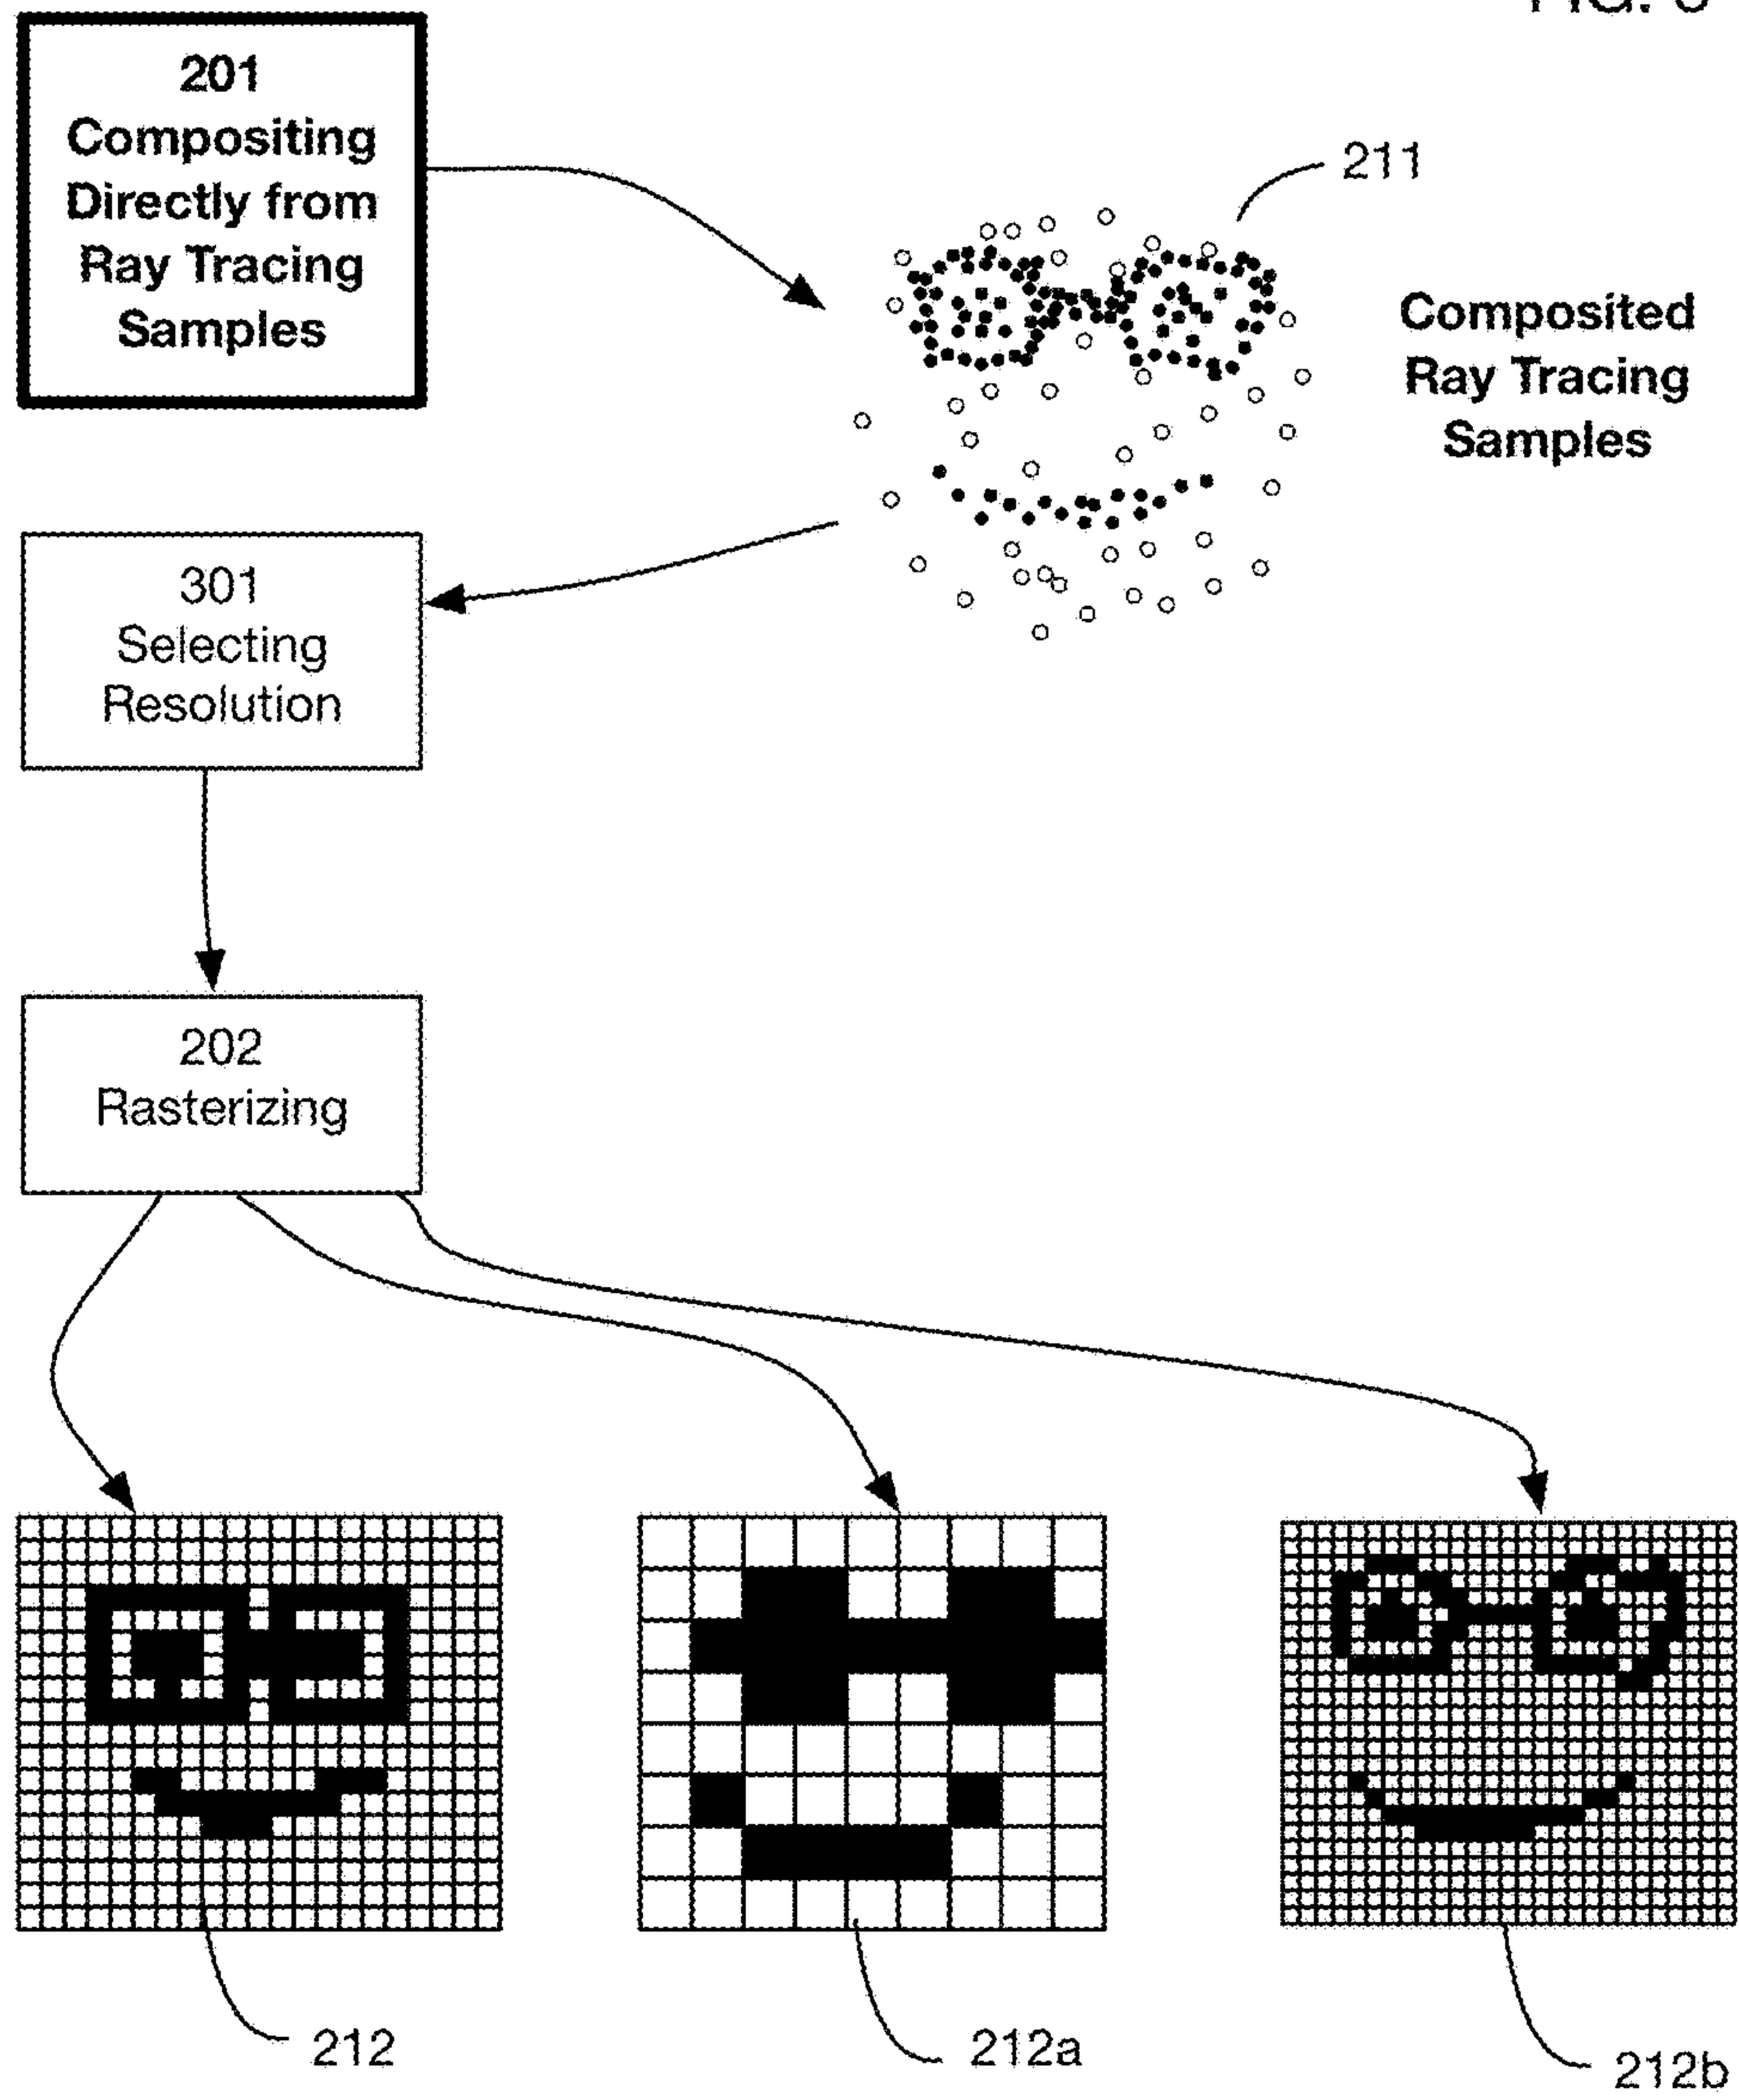 201
Compositing
Directly from
Ray Tracing
Samples
211
Composited
Ray Tracing
Samples
301
Selecting
Resolution
202
Rasterizing
212
212a
212b